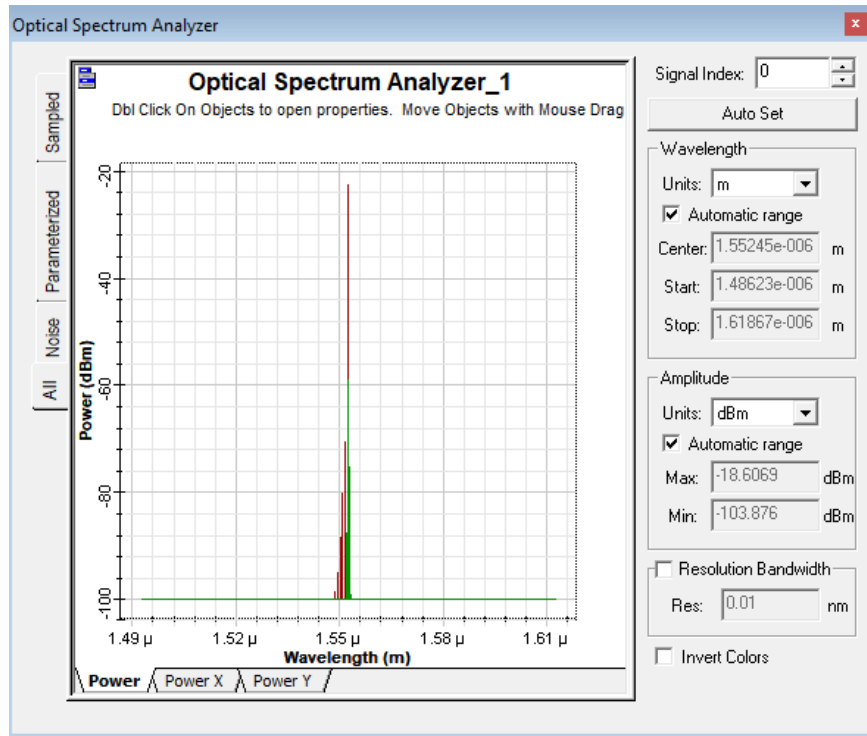 Optical Spectrum Analyzer
x
Sampled
Parameterized
Noise
All
Optical Spectrum Analyzer_1
Dbl Click On Objects to open properties. Move Objects with Mouse Drag
Power (dBm)
-20
-40
-60
-80
-100
1.49 µ 1.52 µ 1.55 µ 1.58 µ 1.61 µ
Wavelength (m)
Power Power X Power Y
Signal Index: 0
Auto Set
Wavelength
Units: m
Automatic range
Center: 1.55245e-006 m
Start: 1.48623e-006 m
Stop: 1.61867e-006 m
Amplitude
Units: dBm
Automatic range
Max: -18.6069 dBm
Min: -103.876 dBm
Resolution Bandwidth
Res: 0.01 nm
Invert Colors